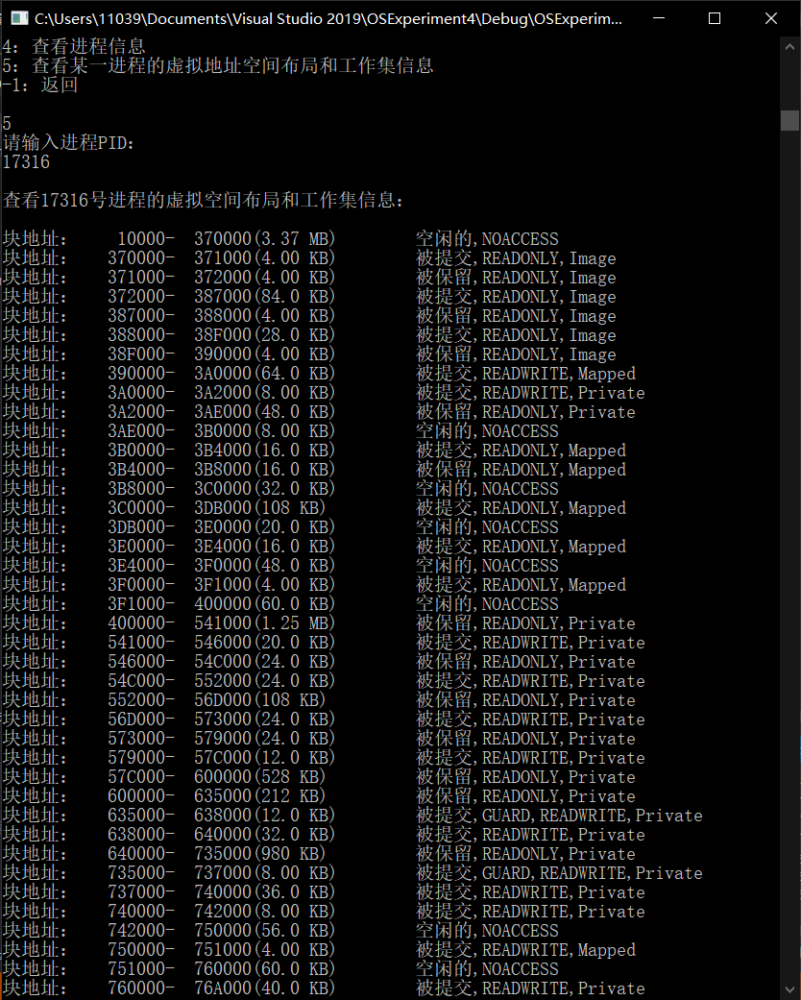 C:\Users\11039\Documents\Visual Studio 2019\OSExperiment4\Debug\OSExperim...
4: 查看进程信息
5: 查看某一进程的虚拟地址空间布局和工作集信息
-1: 返回
5
请输入进程PID:
17316
查看17316号进程的虚拟空间布局和工作集信息:
块地址: 10000- 370000(3.37 MB) 空闲的,NOACCESS
块地址: 370000- 371000(4.00 KB) 被提交,READONLY,Image
块地址: 371000- 372000(4.00 KB) 被保留,READONLY,Image
块地址: 372000- 387000(84.0 KB) 被提交,READONLY,Image
块地址: 387000- 388000(4.00 KB) 被保留,READONLY,Image
块地址: 388000- 38F000(28.0 KB) 被提交,READONLY,Image
块地址: 38F000- 390000(4.00 KB) 被保留,READONLY,Image
块地址: 390000- 3A0000(64.0 KB) 被提交,READWRITE,Mapped
块地址: 3A0000- 3A2000(8.00 KB) 被提交,READWRITE,Private
块地址: 3A2000- 3AE000(48.0 KB) 被保留,READONLY,Private
块地址: 3AE000- 3B0000(8.00 KB) 空闲的,NOACCESS
块地址: 3B0000- 3B4000(16.0 KB) 被提交,READONLY,Mapped
块地址: 3B4000- 3B8000(16.0 KB) 被保留,READONLY,Mapped
块地址: 3B8000- 3C0000(32.0 KB) 空闲的,NOACCESS
块地址: 3C0000- 3DB000(108 KB) 被提交,READONLY,Mapped
块地址: 3DB000- 3E0000(20.0 KB) 空闲的,NOACCESS
块地址: 3E0000- 3E4000(16.0 KB) 被提交,READONLY,Mapped
块地址: 3E4000- 3F0000(48.0 KB) 空闲的,NOACCESS
块地址: 3F0000- 3F1000(4.00 KB) 被提交,READONLY,Mapped
块地址: 3F1000- 400000(60.0 KB) 空闲的,NOACCESS
块地址: 400000- 541000(1.25 MB) 被保留,READONLY,Private
块地址: 541000- 546000(20.0 KB) 被提交,READWRITE,Private
块地址: 546000- 54C000(24.0 KB) 被保留,READONLY,Private
块地址: 54C000- 552000(24.0 KB) 被提交,READWRITE,Private
块地址: 552000- 56D000(108 KB) 被保留,READONLY,Private
块地址: 56D000- 573000(24.0 KB) 被提交,READWRITE,Private
块地址: 573000- 579000(24.0 KB) 被保留,READONLY,Private
块地址: 579000- 57C000(12.0 KB) 被提交,READWRITE,Private
块地址: 57C000- 600000(528 KB) 被保留,READONLY,Private
块地址: 600000- 635000(212 KB) 被保留,READONLY,Private
块地址: 635000- 638000(12.0 KB) 被提交,GUARD,READWRITE,Private
块地址: 638000- 640000(32.0 KB) 被提交,READWRITE,Private
块地址: 640000- 735000(980 KB) 被保留,READONLY,Private
块地址: 735000- 737000(8.00 KB) 被提交,GUARD,READWRITE,Private
块地址: 737000- 740000(36.0 KB) 被提交,READWRITE,Private
块地址: 740000- 742000(8.00 KB) 被提交,READWRITE,Private
块地址: 742000- 750000(56.0 KB) 空闲的,NOACCESS
块地址: 750000- 751000(4.00 KB) 被提交,READWRITE,Mapped
块地址: 751000- 760000(60.0 KB) 空闲的,NOACCESS
块地址: 760000- 76A000(40.0 KB) 被提交,READWRITE,Private